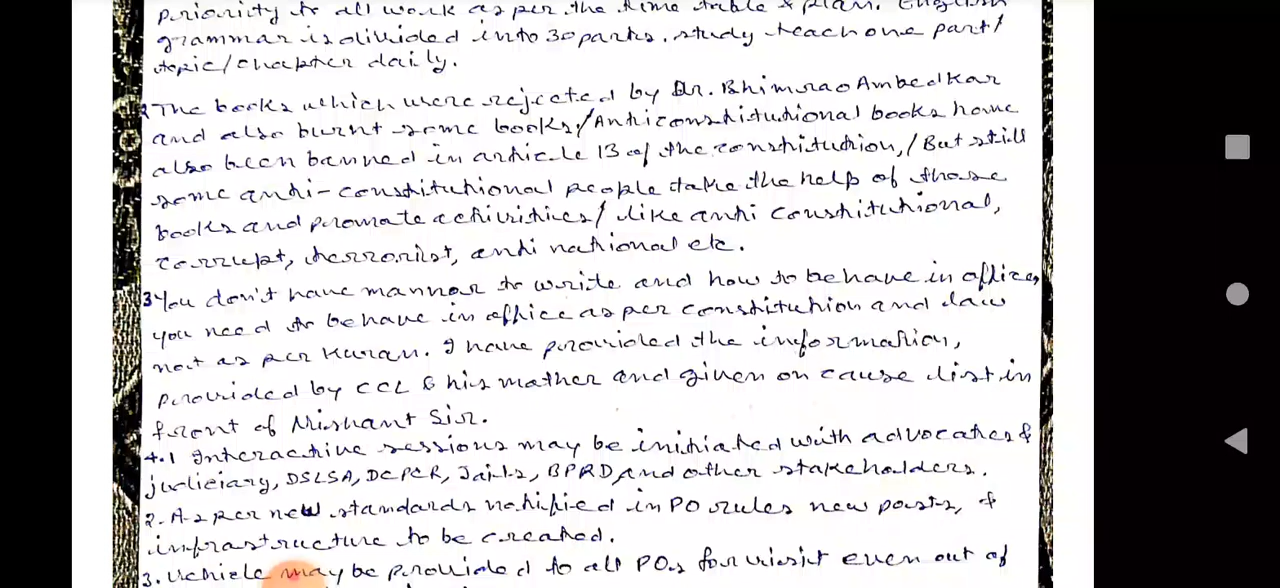 priority to all work as per the time table & plan. English
grammar is divided into 30 parts. study teach one part/
topic/chapter daily.
2 The books which were rejected by Dr. Bhimrao Ambedkar
and also burnt some books/Anticonstitutional books have
also been banned in article 13 of the constitution,/But still
some anti-constitutional people take the help of those
books and promote activities/ like anti constitutional,
corrupt, terrorist, anti national etc.
3 You don't have mannar to write and how to behave in office,
you need to behave in office as per constitution and law
not as per Kuran. I have provided the information,
provided by CCL & his mother and given on cause list in
front of Nishant Sir.
4.1 Interactive sessions may be initiated with advocates &
judiciary, DSLSA, DCPCR, Jails, BPRD, and other stakeholders.
2. As per new standards notified in PO rules new posts, &
infrastructure to be created.
3. Vehicle may be provided to all POs for visit even out of